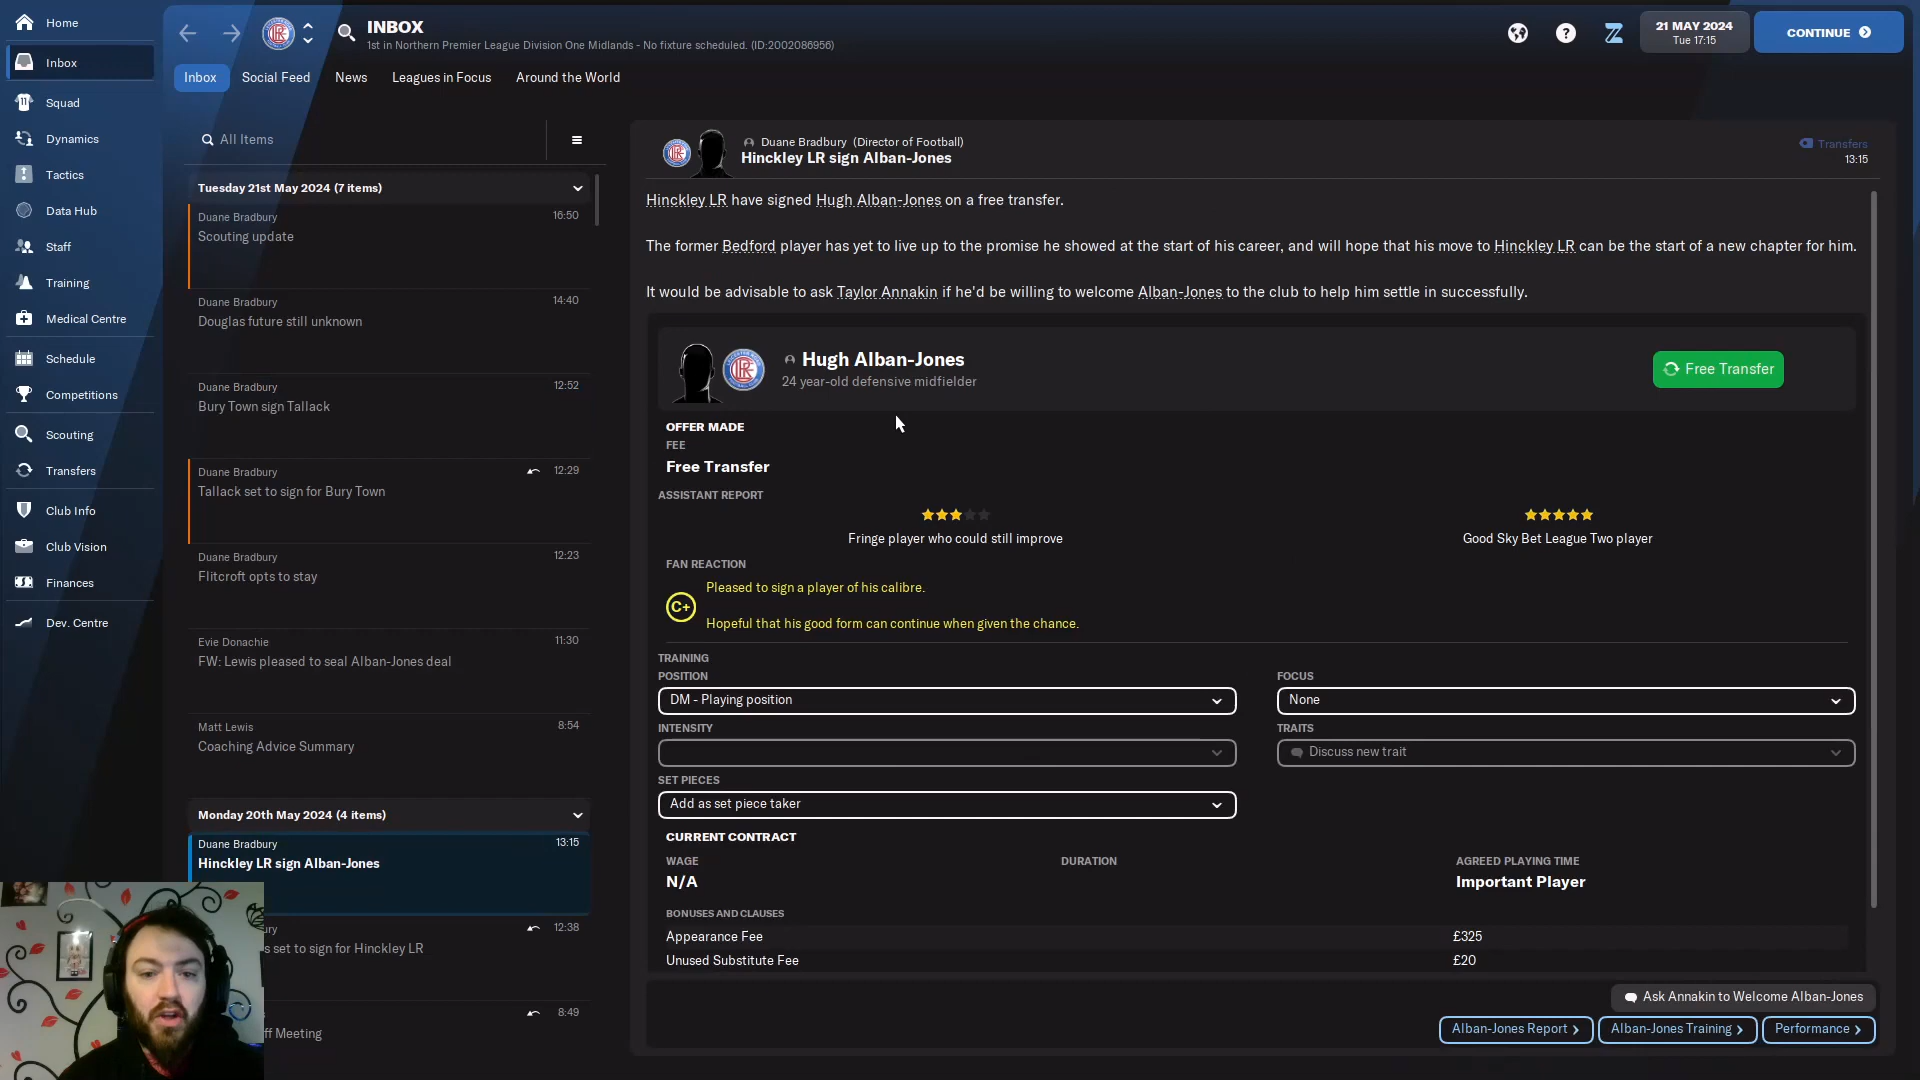 Home
Inbox
Squad
Dynamics
Tactics
Data Hub
Staff
Training
Medical Centre
Schedule
Competitions
Scouting
Transfers
Club Info
Club Vision
Finances
Dev. Centre
INBOX
1st in Northern Premier League Division One Midlands - No fixture scheduled. (ID:2002086956)
21 MAY 2024
Tue 17:15
CONTINUE
Inbox
Social Feed
News
Leagues in Focus
Around the World
All Items
Tuesday 21st May 2024 (7 items)
Duane Bradbury 16:50
Scouting update
Duane Bradbury 14:40
Douglas future still unknown
Duane Bradbury 12:52
Bury Town sign Tallack
Duane Bradbury 12:29
Tallack set to sign for Bury Town
Duane Bradbury 12:23
Flitcroft opts to stay
Evie Donachie 11:30
FW: Lewis pleased to seal Alban-Jones deal
Matt Lewis 8:54
Coaching Advice Summary
Monday 20th May 2024 (4 items)
Duane Bradbury 13:15
Hinckley LR sign Alban-Jones
ury 12:38
s set to sign for Hinckley LR
8:49
ff Meeting
Duane Bradbury (Director of Football)
Hinckley LR sign Alban-Jones
Transfers
13:15
Hinckley LR have signed Hugh Alban-Jones on a free transfer.
The former Bedford player has yet to live up to the promise he showed at the start of his career, and will hope that his move to Hinckley LR can be the start of a new chapter for him.
It would be advisable to ask Taylor Annakin if he'd be willing to welcome Alban-Jones to the club to help him settle in successfully.
Hugh Alban-Jones
24 year-old defensive midfielder
Free Transfer
OFFER MADE
FEE
Free Transfer
ASSISTANT REPORT
Fringe player who could still improve
Good Sky Bet League Two player
FAN REACTION
C+
Pleased to sign a player of his calibre.
Hopeful that his good form can continue when given the chance.
TRAINING
POSITION
DM - Playing position
FOCUS
None
INTENSITY
TRAITS
Discuss new trait
SET PIECES
Add as set piece taker
CURRENT CONTRACT
WAGE
N/A
DURATION
AGREED PLAYING TIME
Important Player
BONUSES AND CLAUSES
Appearance Fee £325
Unused Substitute Fee £20
Ask Annakin to Welcome Alban-Jones
Alban-Jones Report
Alban-Jones Training
Performance